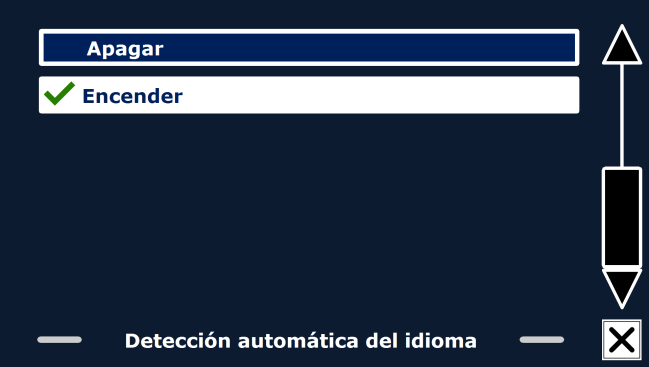 Apagar
Encender
Detección automática del idioma